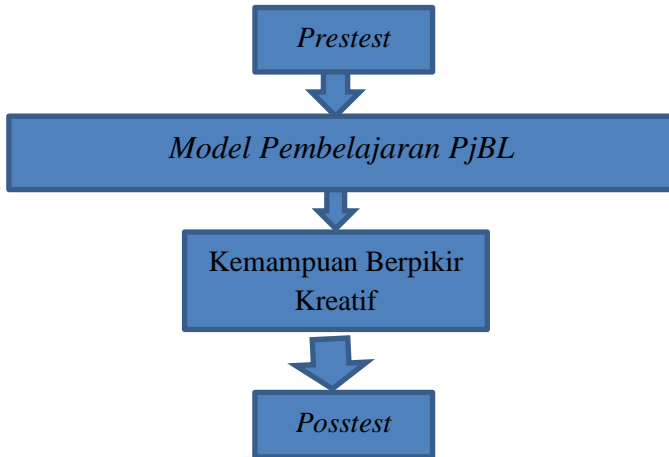 Prestest
Model Pembelajaran PjBL
Kemampuan Berpikir
Kreatif
Posstest